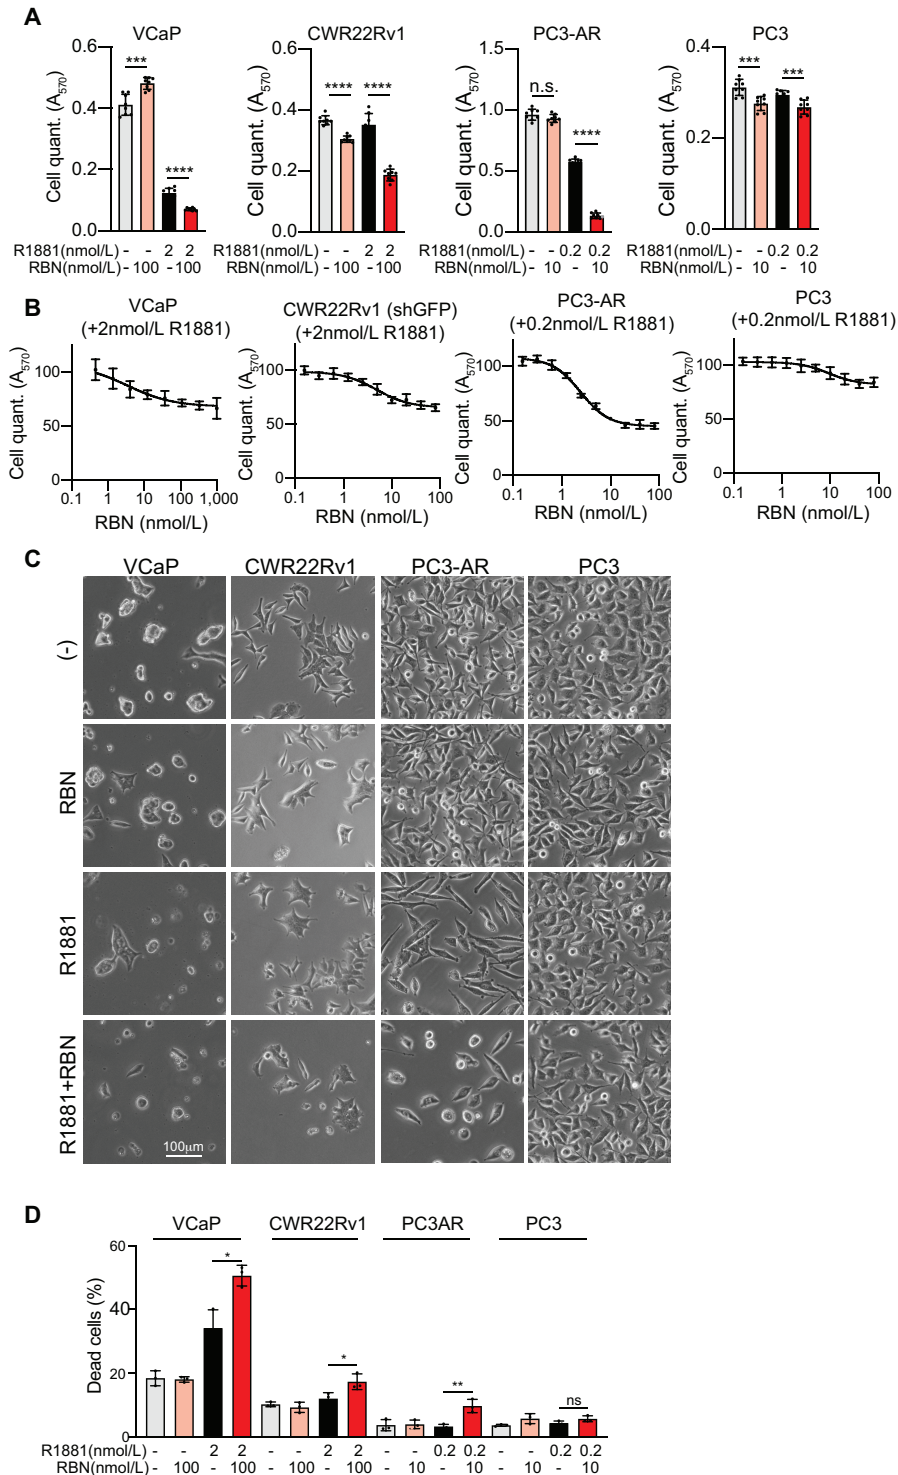 A
VCaP CWR22Rv1 PC3-AR PC3
Cell quant. (A570)
0.6
0.4
0.2
0.0
*** ****
R1881(nmol/L) - - 2 2
RBN(nmol/L) - 100 - 100
Cell quant. (A570)
0.6
0.4
0.2
0.0
**** ****
R1881(nmol/L) - - 2 2
RBN(nmol/L) - 100 - 100
Cell quant. (A570)
1.5
1.0
0.5
0.0
n.s. ****
R1881(nmol/L) - - 0.2 0.2
RBN(nmol/L) - 10 - 10
Cell quant. (A570)
0.4
0.2
0.0
*** ***
R1881(nmol/L) - - 0.2 0.2
RBN(nmol/L) - 10 - 10
B
VCaP
(+2nmol/L R1881)
Cell quant. (A570)
100
50
0
0.1 1 10 100 1,000
RBN (nmol/L)
CWR22Rv1 (shGFP)
(+2nmol/L R1881)
Cell quant. (A570)
100
50
0
0.1 1 10 100
RBN (nmol/L)
PC3-AR
(+0.2nmol/L R1881)
Cell quant. (A570)
100
50
0
0.1 1 10 100
RBN (nmol/L)
PC3
(+0.2nmol/L R1881)
Cell quant. (A570)
100
50
0
0.1 1 10 100
RBN (nmol/L)
C
VCaP CWR22Rv1 PC3-AR PC3
(-)
RBN
R1881
R1881+RBN
100μm
D
VCaP CWR22Rv1 PC3AR PC3
Dead cells (%)
60
40
20
0
* * ** ns
R1881(nmol/L) - - 2 2 - - 2 2 - - 0.2 0.2 - - 0.2 0.2
RBN(nmol/L) - 100 - 100 - 100 - 100 - 10 - 10 - 10 - 10